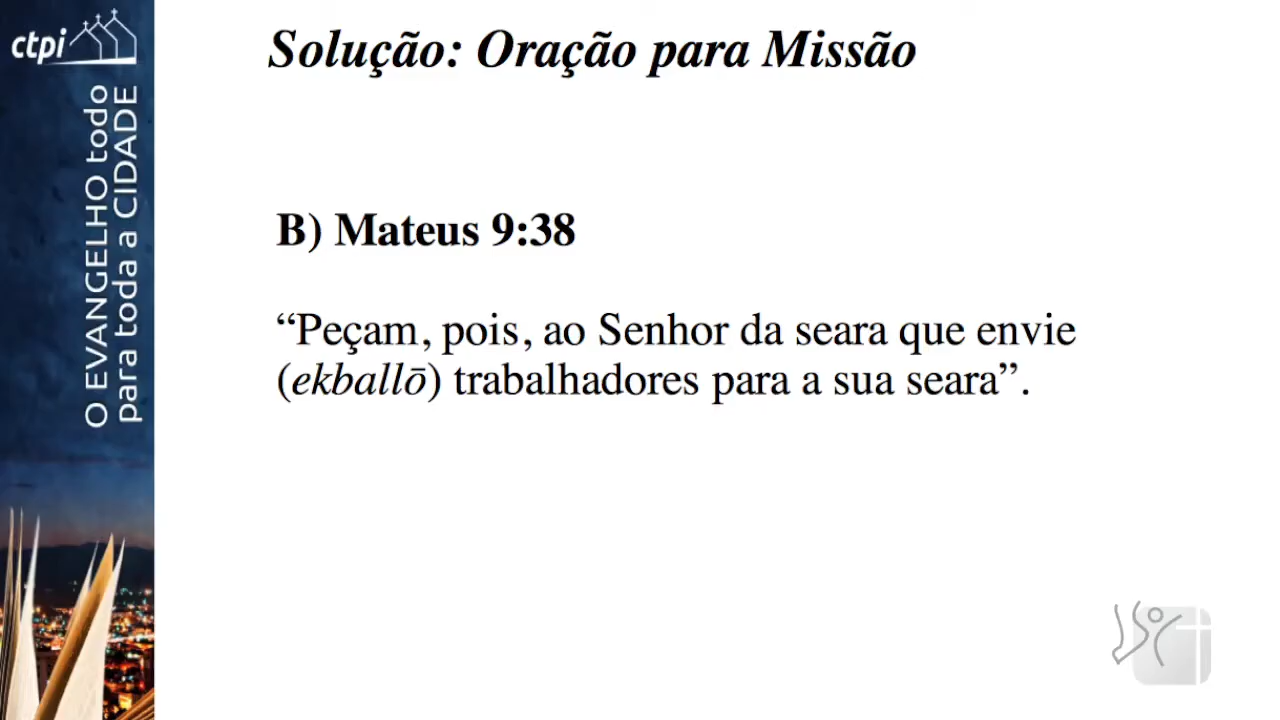 ctpi
O EVANGELHO todo
para toda a CIDADE
Solução: Oração para Missão
B) Mateus 9:38
“Peçam, pois, ao Senhor da seara que envie
(ekballō) trabalhadores para a sua seara”.